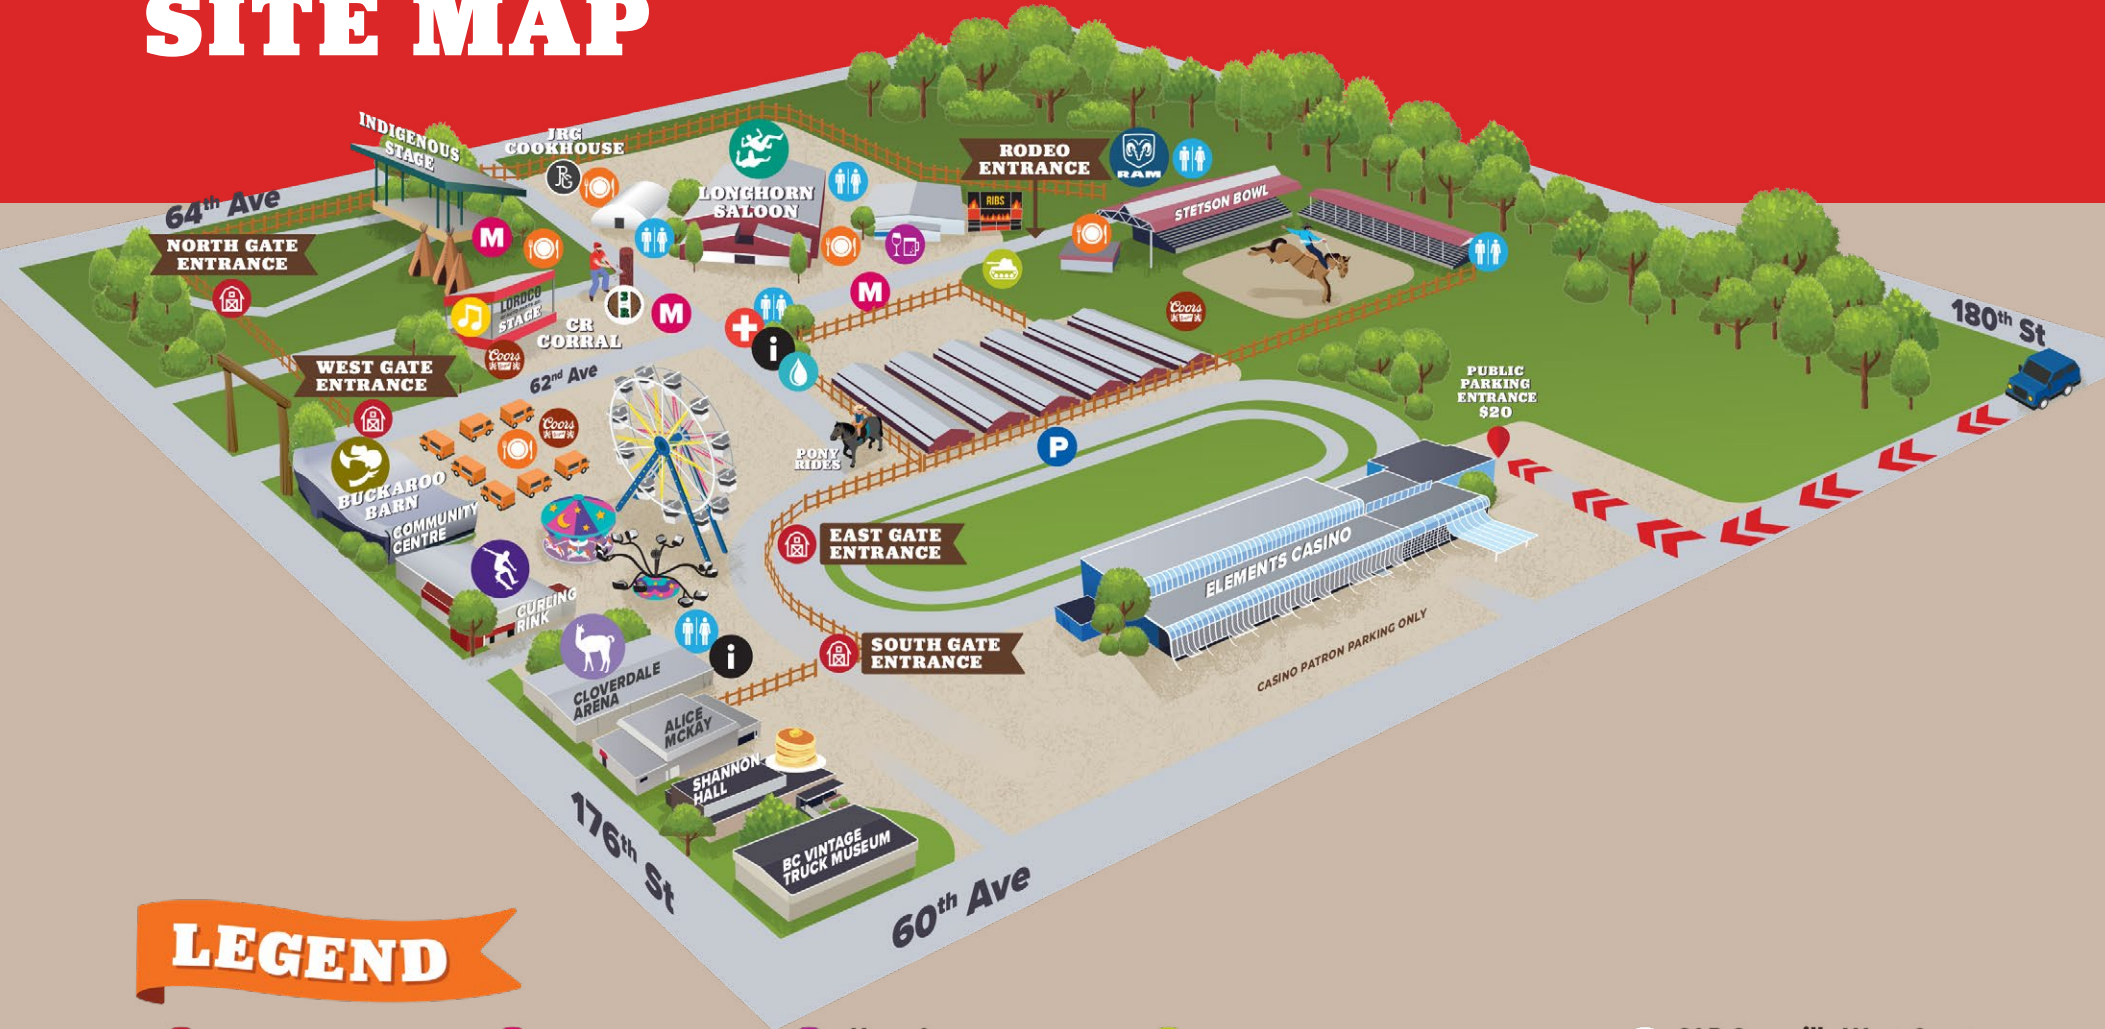 SITE MAP
INDIGENOUS
STAGE
JRG
COOKHOUSE
JRG
LONGHORN
SALOON
RODEO
ENTRANCE
RAM
RIBS
STETSON BOWL
64th Ave
NORTH GATE
ENTRANCE
M
LORDCO
STAGE
CR
CORRAL
M
M
i
Coors
Coors
WEST GATE
ENTRANCE
62nd Ave
Coors
180th St
PUBLIC
PARKING
ENTRANCE
$20
P
PONY
RIDES
BUCKAROO
BARN
COMMUNITY
CENTRE
EAST GATE
ENTRANCE
ELEMENTS CASINO
CURLING
RINK
CASINO PATRON PARKING ONLY
SOUTH GATE
ENTRANCE
i
CLOVERDALE
ARENA
ALICE
MCKAY
SHANNON
HALL
BC VINTAGE
TRUCK MUSEUM
176th St
60th Ave
LEGEND